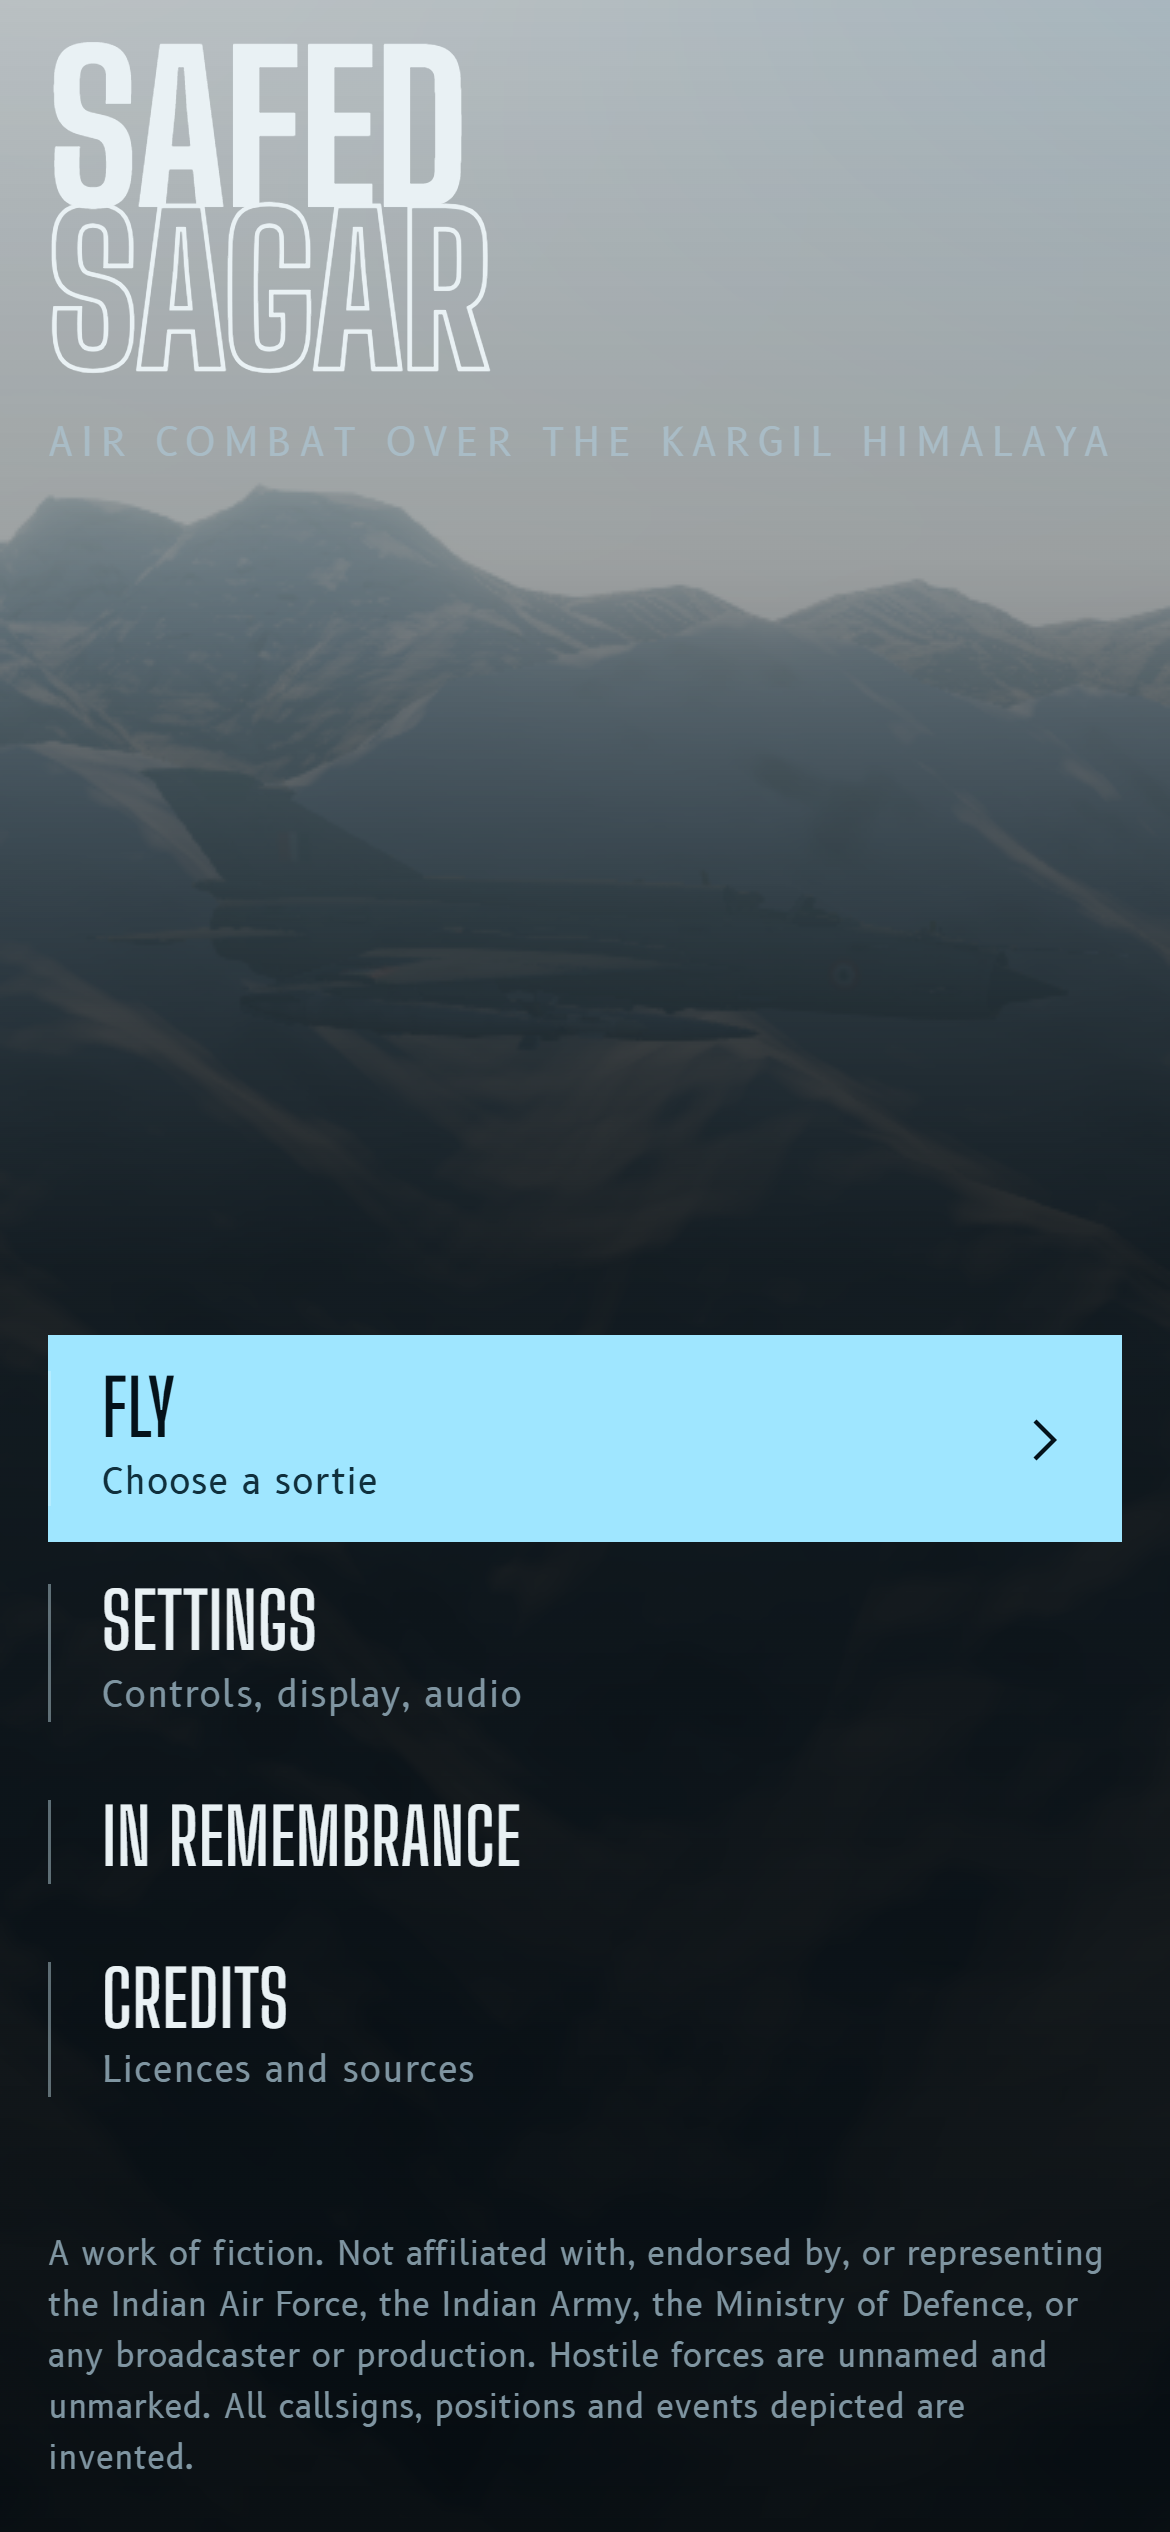 SAFED
SAGAR
AIR COMBAT OVER THE KARGIL HIMALAYA
FLY
Choose a sortie
SETTINGS
Controls, display, audio
IN REMEMBRANCE
CREDITS
Licences and sources
A work of fiction. Not affiliated with, endorsed by, or representing
the Indian Air Force, the Indian Army, the Ministry of Defence, or
any broadcaster or production. Hostile forces are unnamed and
unmarked. All callsigns, positions and events depicted are
invented.